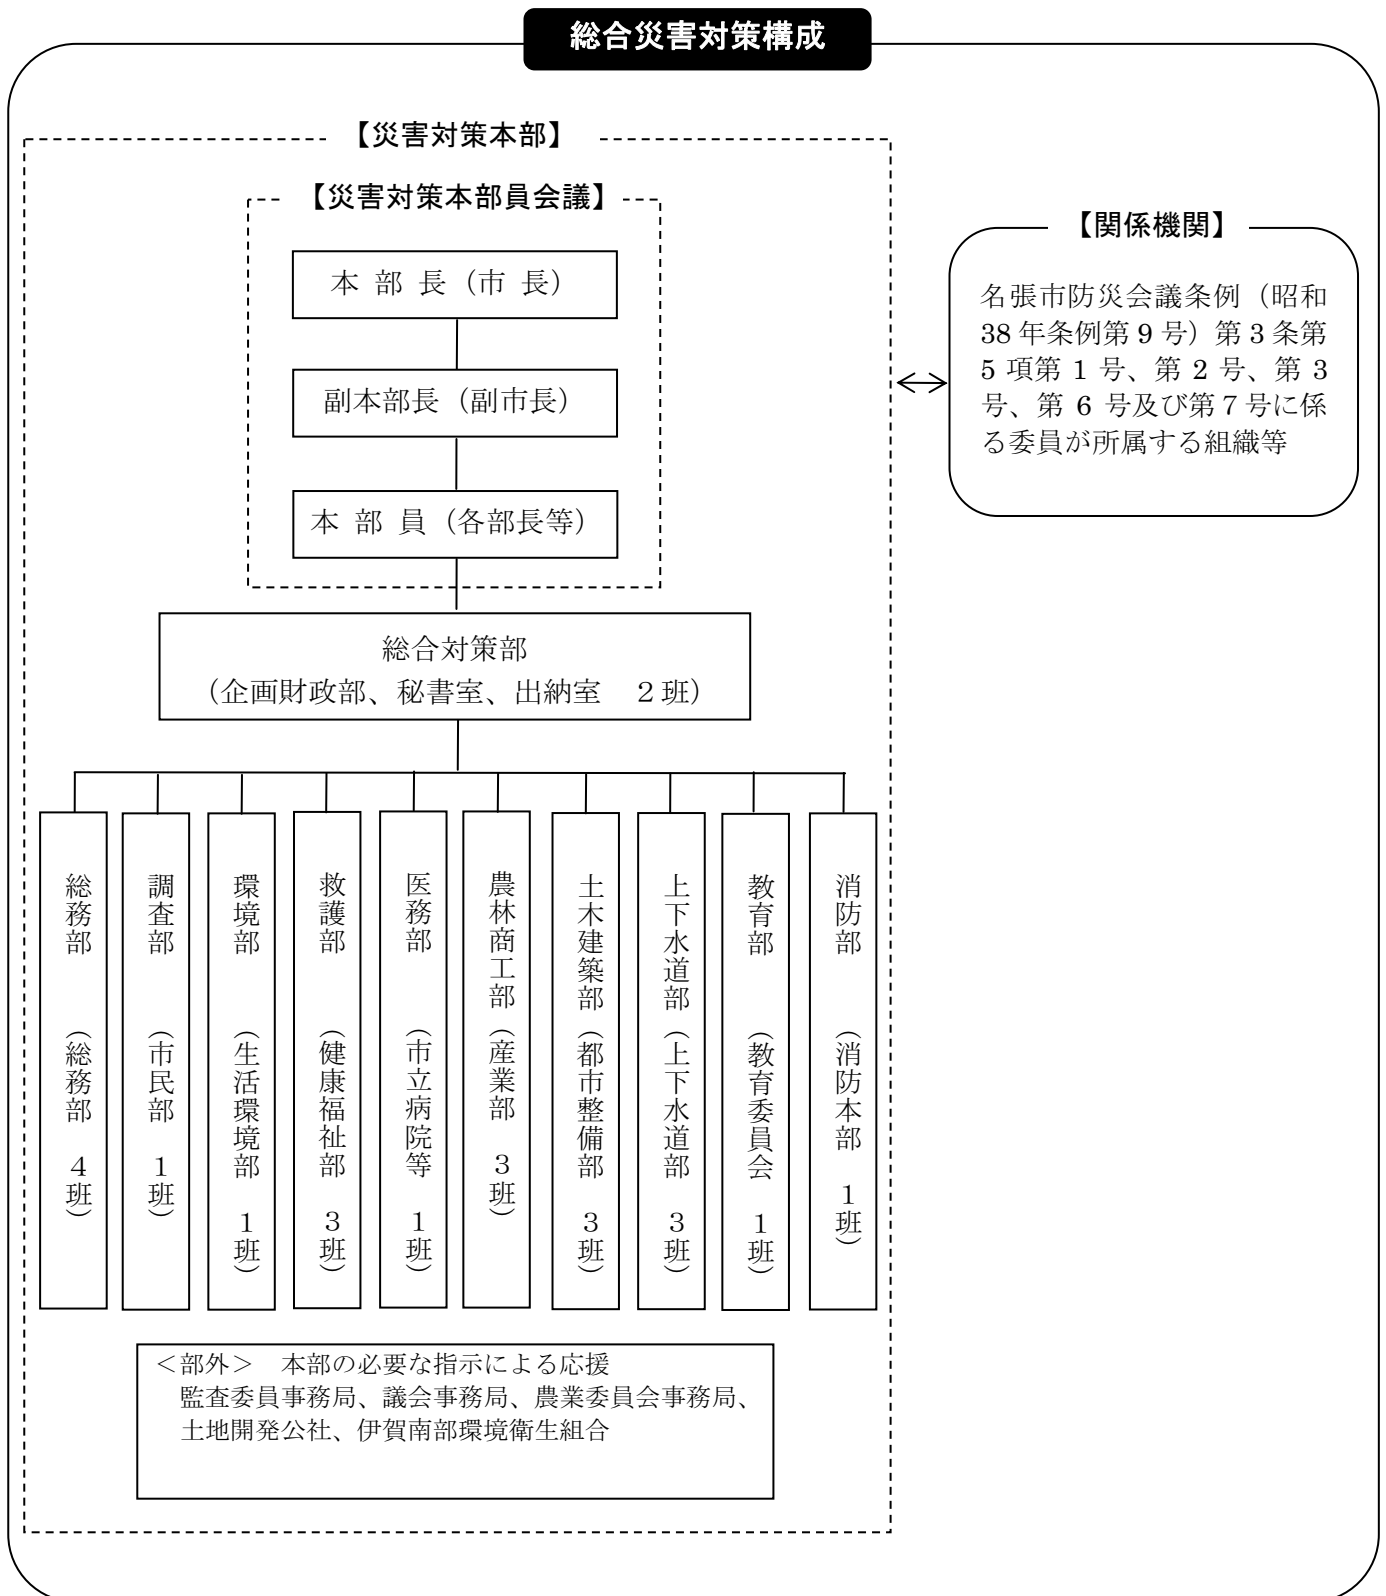 総合災害対策構成
【災害対策本部】
【災害対策本部員会議】
本 部 長（市 長）
副本部長（副市長）
本 部 員（各部長等）
【関係機関】
名張市防災会議条例（昭和
38 年条例第 9 号）第 3 条第
5 項第 1 号、第 2 号、第 3
号、第 6 号及び第７号に係
る委員が所属する組織等
総合対策部
（企画財政部、秘書室、出納室　２班）
総務部　（総務部　４班）
調査部　（市民部　１班）
環境部　（生活環境部　１班）
救護部　（健康福祉部　３班）
医務部　（市立病院等　１班）
農林商工部（産業部　３班）
土木建築部（都市整備部　３班）
上下水道部（上下水道部　３班）
教育部　（教育委員会　１班）
消防部　（消防本部　１班）
＜部外＞　本部の必要な指示による応援
監査委員事務局、議会事務局、農業委員会事務局、
土地開発公社、伊賀南部環境衛生組合